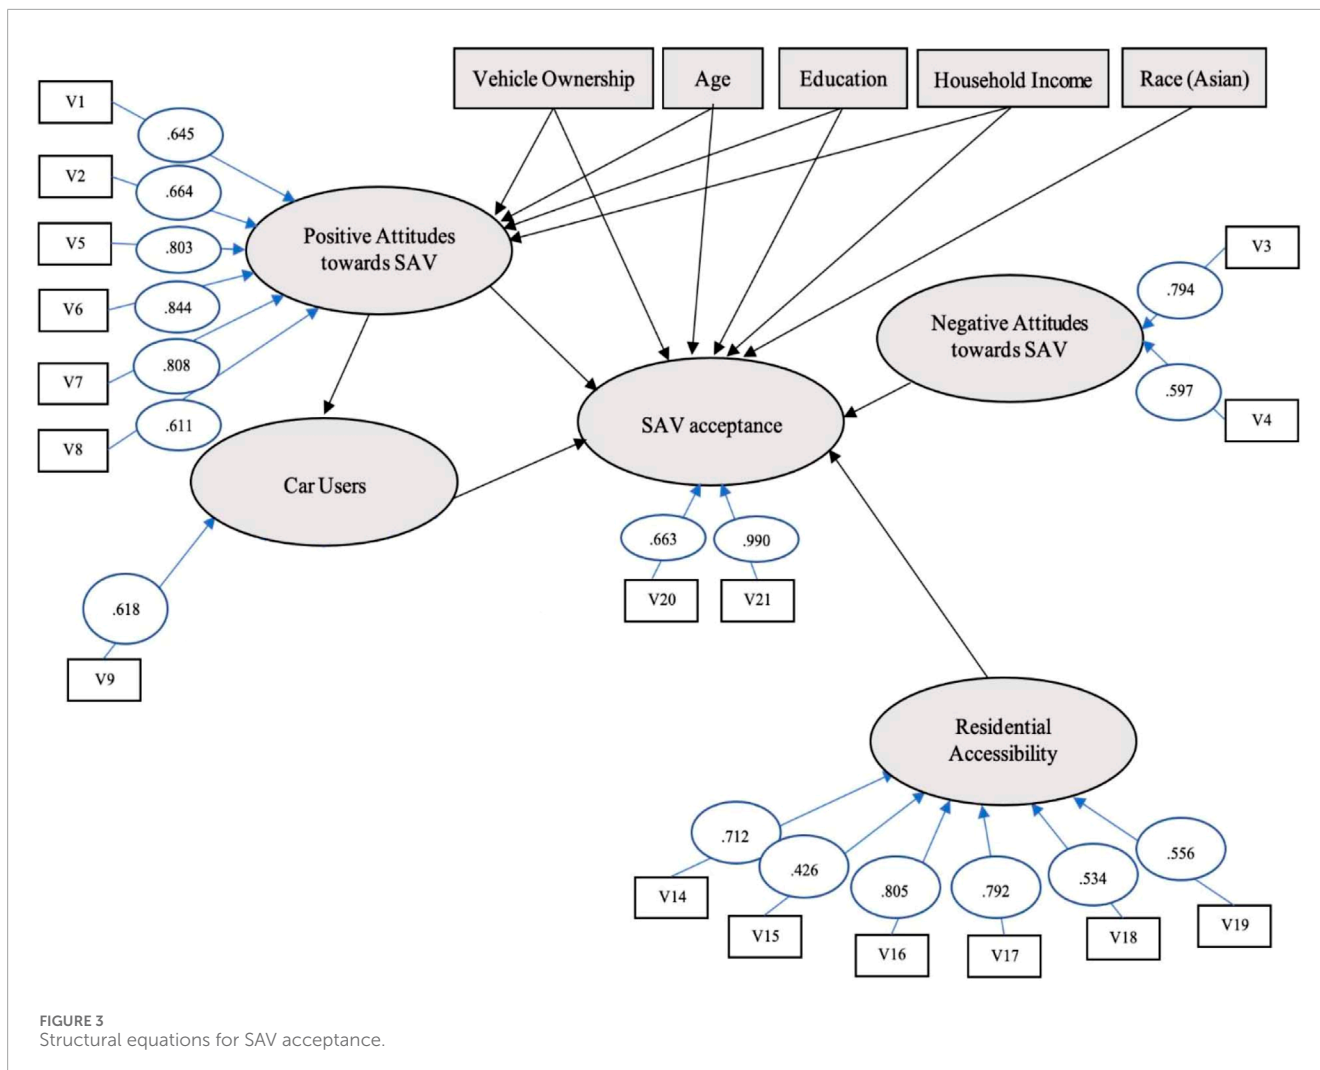 Vehicle Ownership
Age
Education
Household Income
Race (Asian)
V1
.645
V2
.664
V5
.803
V6
.844
V7
.808
V8
.611
Positive Attitudes
towards SAV
V3
.794
Negative Attitudes
towards SAV
.597
V4
SAV acceptance
Car Users
.663
.990
V20
V21
.618
V9
Residential
Accessibility
.712
.426
.805
.792
.534
.556
V14
V15
V16
V17
V18
V19
FIGURE 3
Structural equations for SAV acceptance.